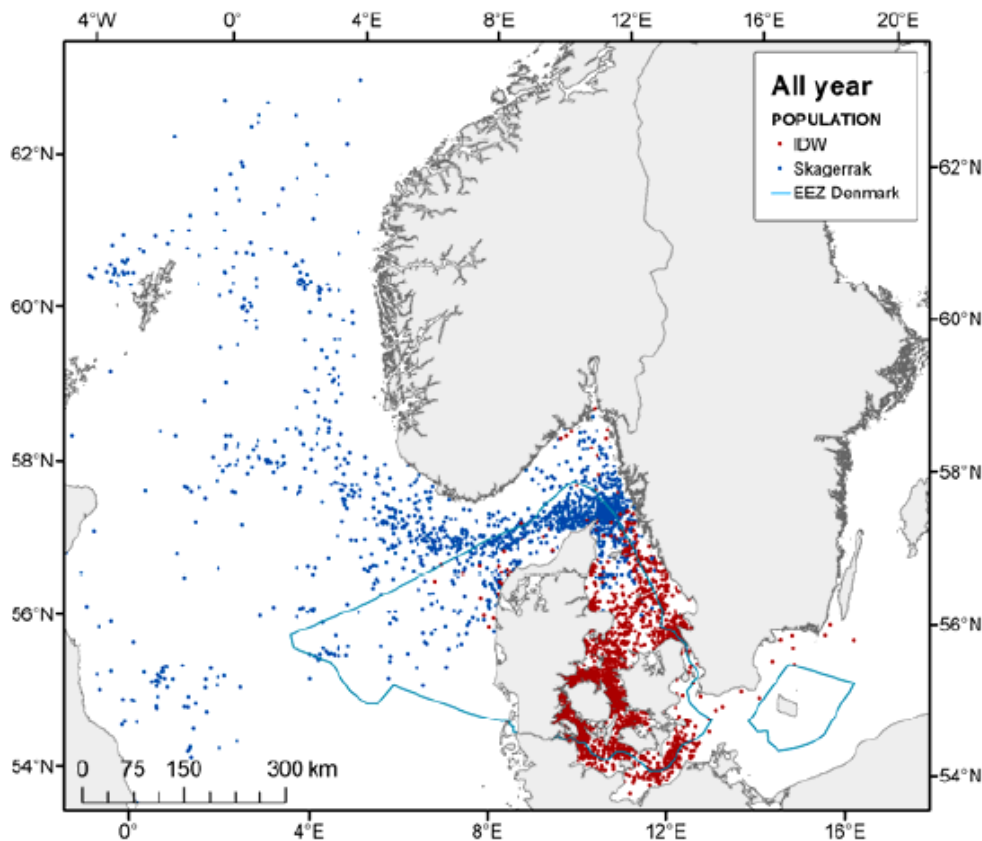 4°W 0° 4°E 8°E 12°E 16°E 20°E
All year
POPULATION
IDW
Skagerrak
EEZ Denmark
62°N 62°N
60°N 60°N
58°N 58°N
56°N 56°N
54°N 54°N
0 75 150 300 km
0° 4°E 8°E 12°E 16°E